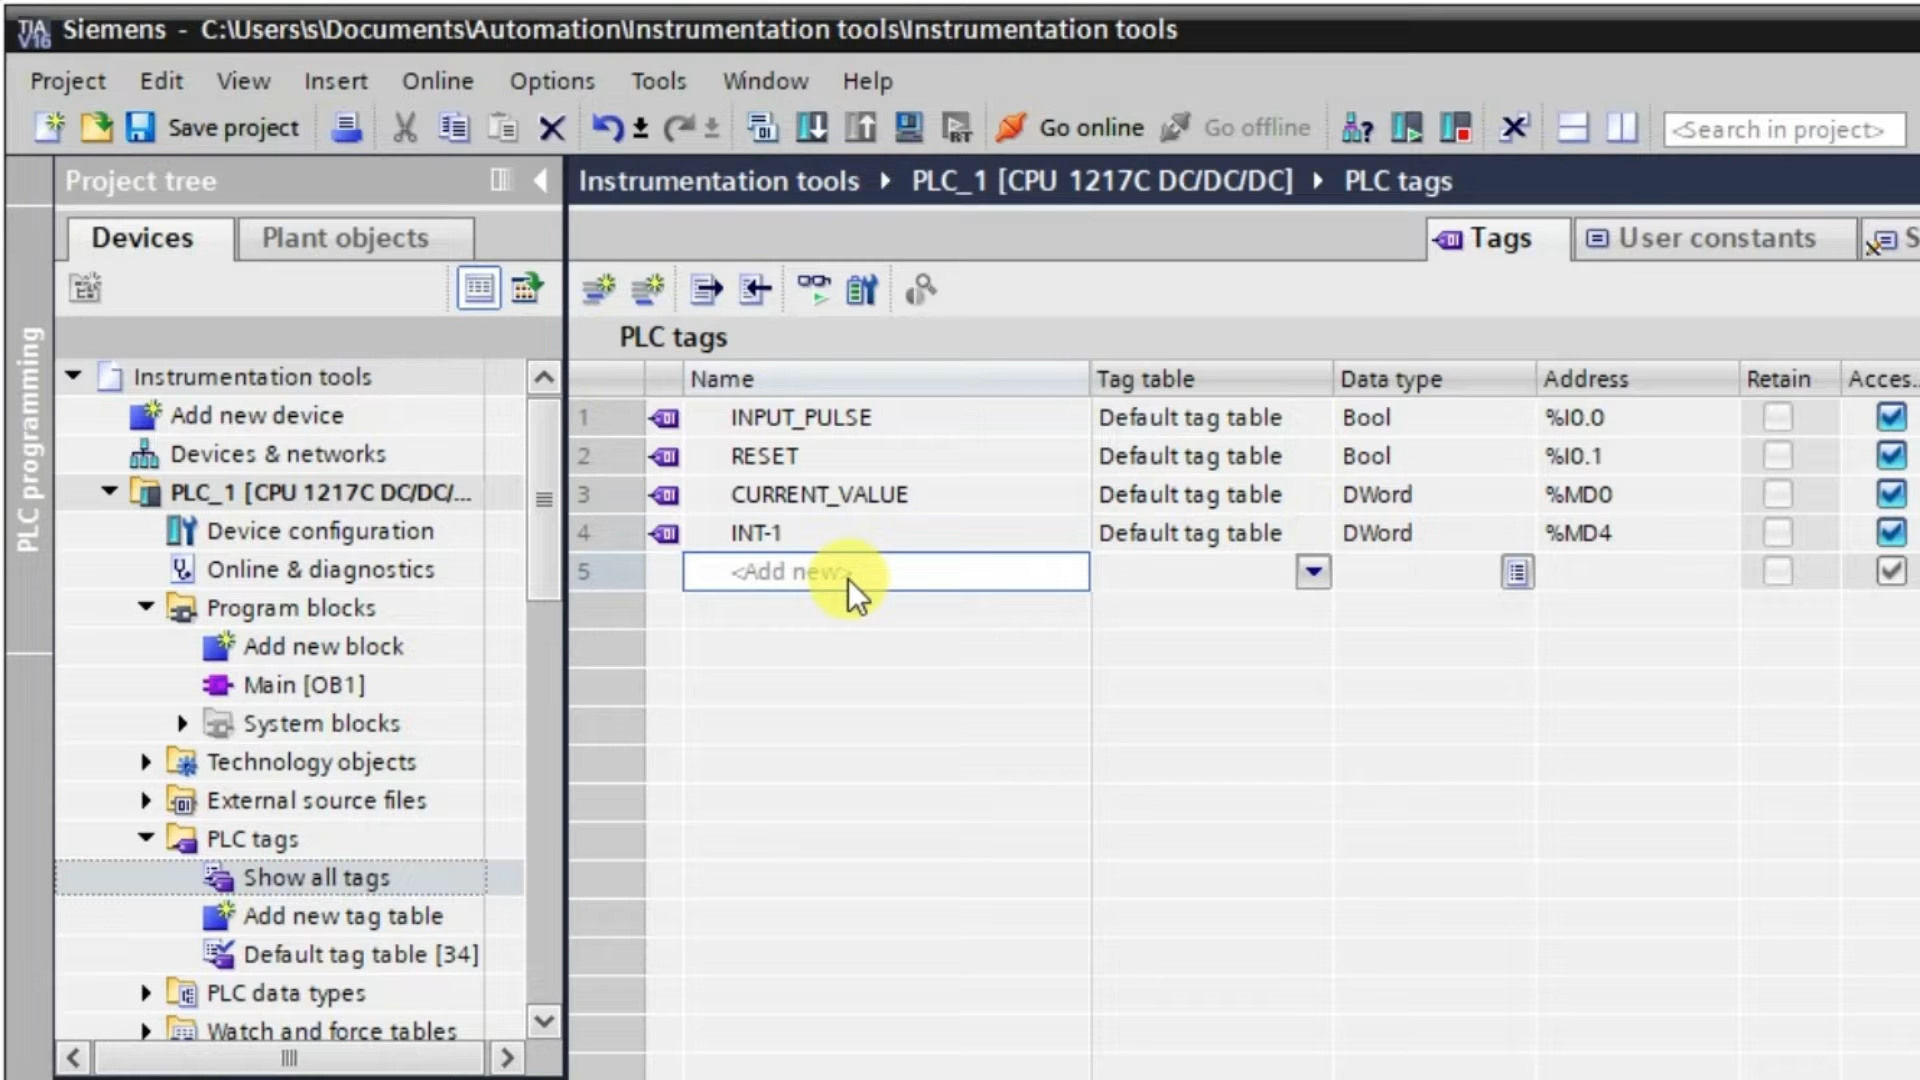 TIA V16 Siemens - C:\Users\s\Documents\Automation\Instrumentation tools\Instrumentation tools
Project Edit View Insert Online Options Tools Window Help
Save project RT Go online Go offline <Search in project>
Project tree
Instrumentation tools PLC_1 [CPU 1217C DC/DC/DC] PLC tags
Devices Plant objects
Tags User constants S
PLC programming
PLC tags
Instrumentation tools
Add new device
Devices & networks
PLC_1 [CPU 1217C DC/DC/...
Device configuration
Online & diagnostics
Program blocks
Add new block
Main [OB1]
System blocks
Technology objects
External source files
PLC tags
Show all tags
Add new tag table
Default tag table [34]
PLC data types
Watch and force tables
Name Tag table Data type Address Retain Acces...
1 INPUT_PULSE Default tag table Bool %I0.0
2 RESET Default tag table Bool %I0.1
3 CURRENT_VALUE Default tag table DWord %MD0
4 INT-1 Default tag table DWord %MD4
5 <Add new>